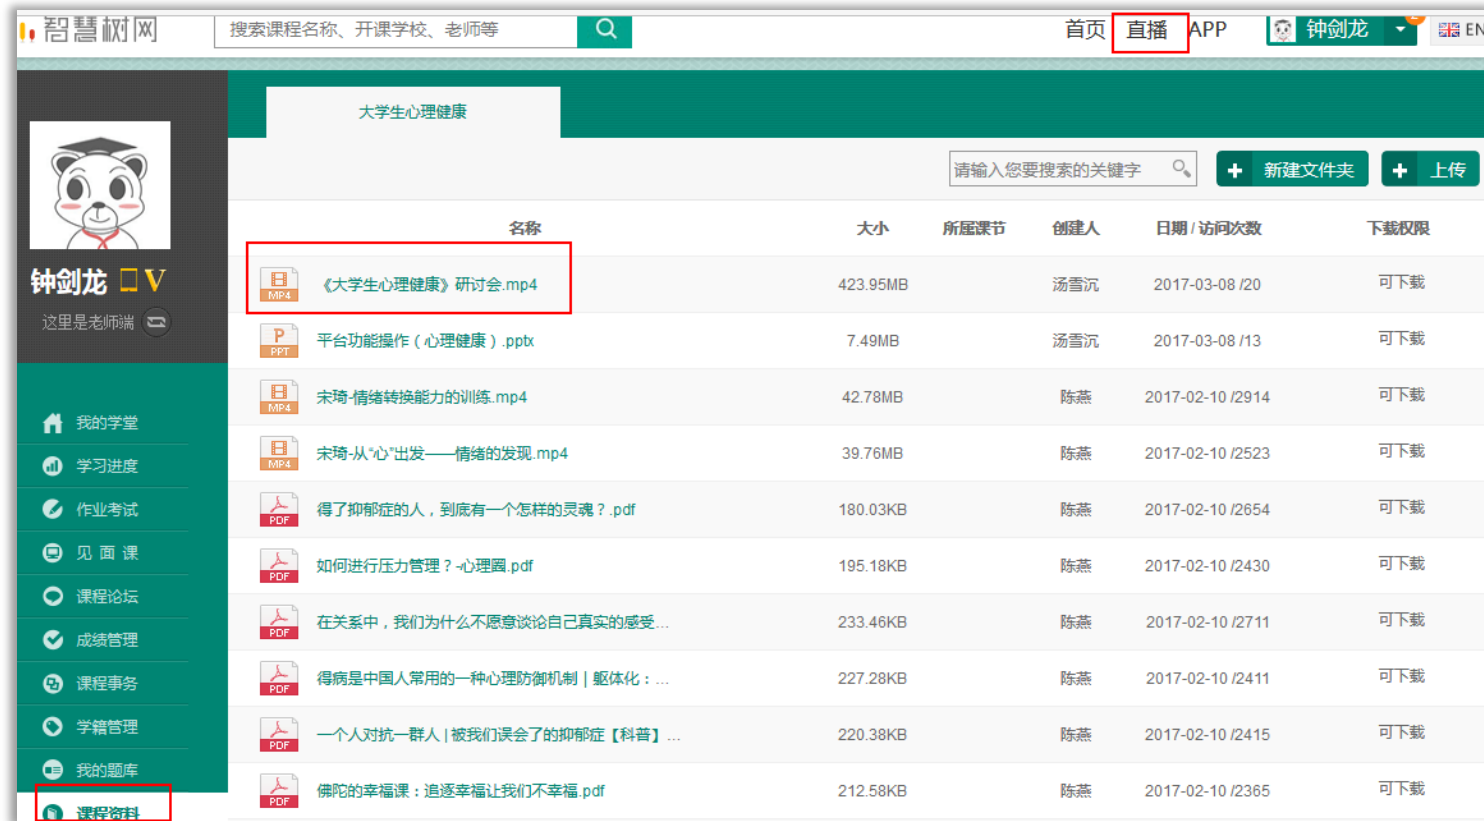 智慧树网 搜索课程名称、开课学校、老师等 首页 直播 APP 钟剑龙 2 EN
大学生心理健康
请输入您要搜索的关键字 + 新建文件夹 + 上传
名称 大小 所属课节 创建人 日期 / 访问次数 下载权限
MP4 《大学生心理健康》研讨会.mp4 423.95MB 汤雪沉 2017-03-08 /20 可下载
P PPT 平台功能操作（心理健康）.pptx 7.49MB 汤雪沉 2017-03-08 /13 可下载
MP4 宋琦-情绪转换能力的训练.mp4 42.78MB 陈燕 2017-02-10 /2914 可下载
MP4 宋琦-从“心”出发——情绪的发现.mp4 39.76MB 陈燕 2017-02-10 /2523 可下载
PDF 得了抑郁症的人，到底有一个怎样的灵魂？.pdf 180.03KB 陈燕 2017-02-10 /2654 可下载
PDF 如何进行压力管理？-心理圈.pdf 195.18KB 陈燕 2017-02-10 /2430 可下载
PDF 在关系中，我们为什么不愿意谈论自己真实的感受... 233.46KB 陈燕 2017-02-10 /2711 可下载
PDF 得病是中国人常用的一种心理防御机制 | 躯体化：... 227.28KB 陈燕 2017-02-10 /2411 可下载
PDF 一个人对抗一群人 | 被我们误会了的抑郁症【科普】... 220.38KB 陈燕 2017-02-10 /2415 可下载
PDF 佛陀的幸福课：追逐幸福让我们不幸福.pdf 212.58KB 陈燕 2017-02-10 /2365 可下载
钟剑龙 V
这里是老师端
我的学堂
学习进度
作业考试
见 面 课
课程论坛
成绩管理
课程事务
学籍管理
我的题库
课程资料